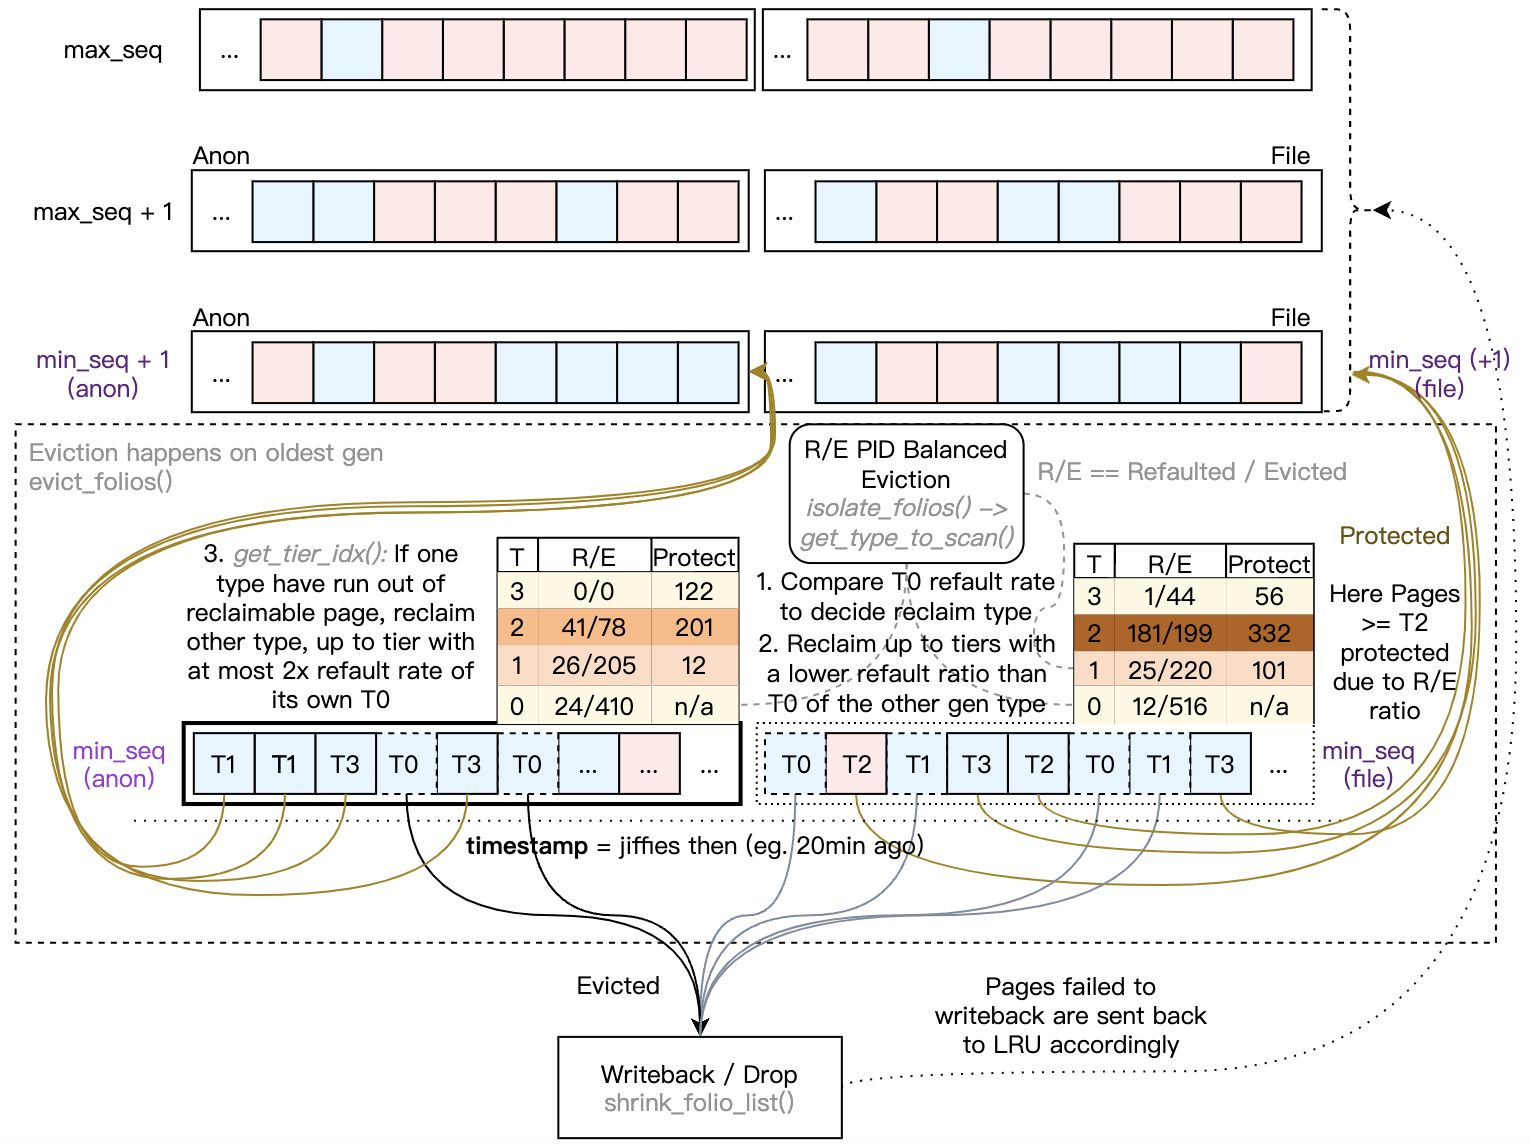 max_seq
...
...
Anon
File
max_seq + 1
...
...
Anon
File
min_seq + 1
(anon)
...
...
min_seq (+1)
(file)
Eviction happens on oldest gen
evict_folios()
R/E PID Balanced
Eviction
isolate_folios() –>
get_type_to_scan()
R/E == Refaulted / Evicted
3. get_tier_idx(): If one
type have run out of
reclaimable page, reclaim
other type, up to tier with
at most 2x refault rate of
its own T0
T R/E Protect
3 0/0 122
2 41/78 201
1 26/205 12
0 24/410 n/a
1. Compare T0 refault rate
to decide reclaim type
2. Reclaim up to tiers with
a lower refault ratio than
T0 of the other gen type
T R/E Protect
3 1/44 56
2 181/199 332
1 25/220 101
0 12/516 n/a
Protected
Here Pages
>= T2
protected
due to R/E
ratio
min_seq
(anon)
T1 T1 T3 T0 T3 T0 ... ... ...
T0 T2 T1 T3 T2 T0 T1 T3 ...
min_seq
(file)
timestamp = jiffies then (eg. 20min ago)
Evicted
Pages failed to
writeback are sent back
to LRU accordingly
Writeback / Drop
shrink_folio_list()